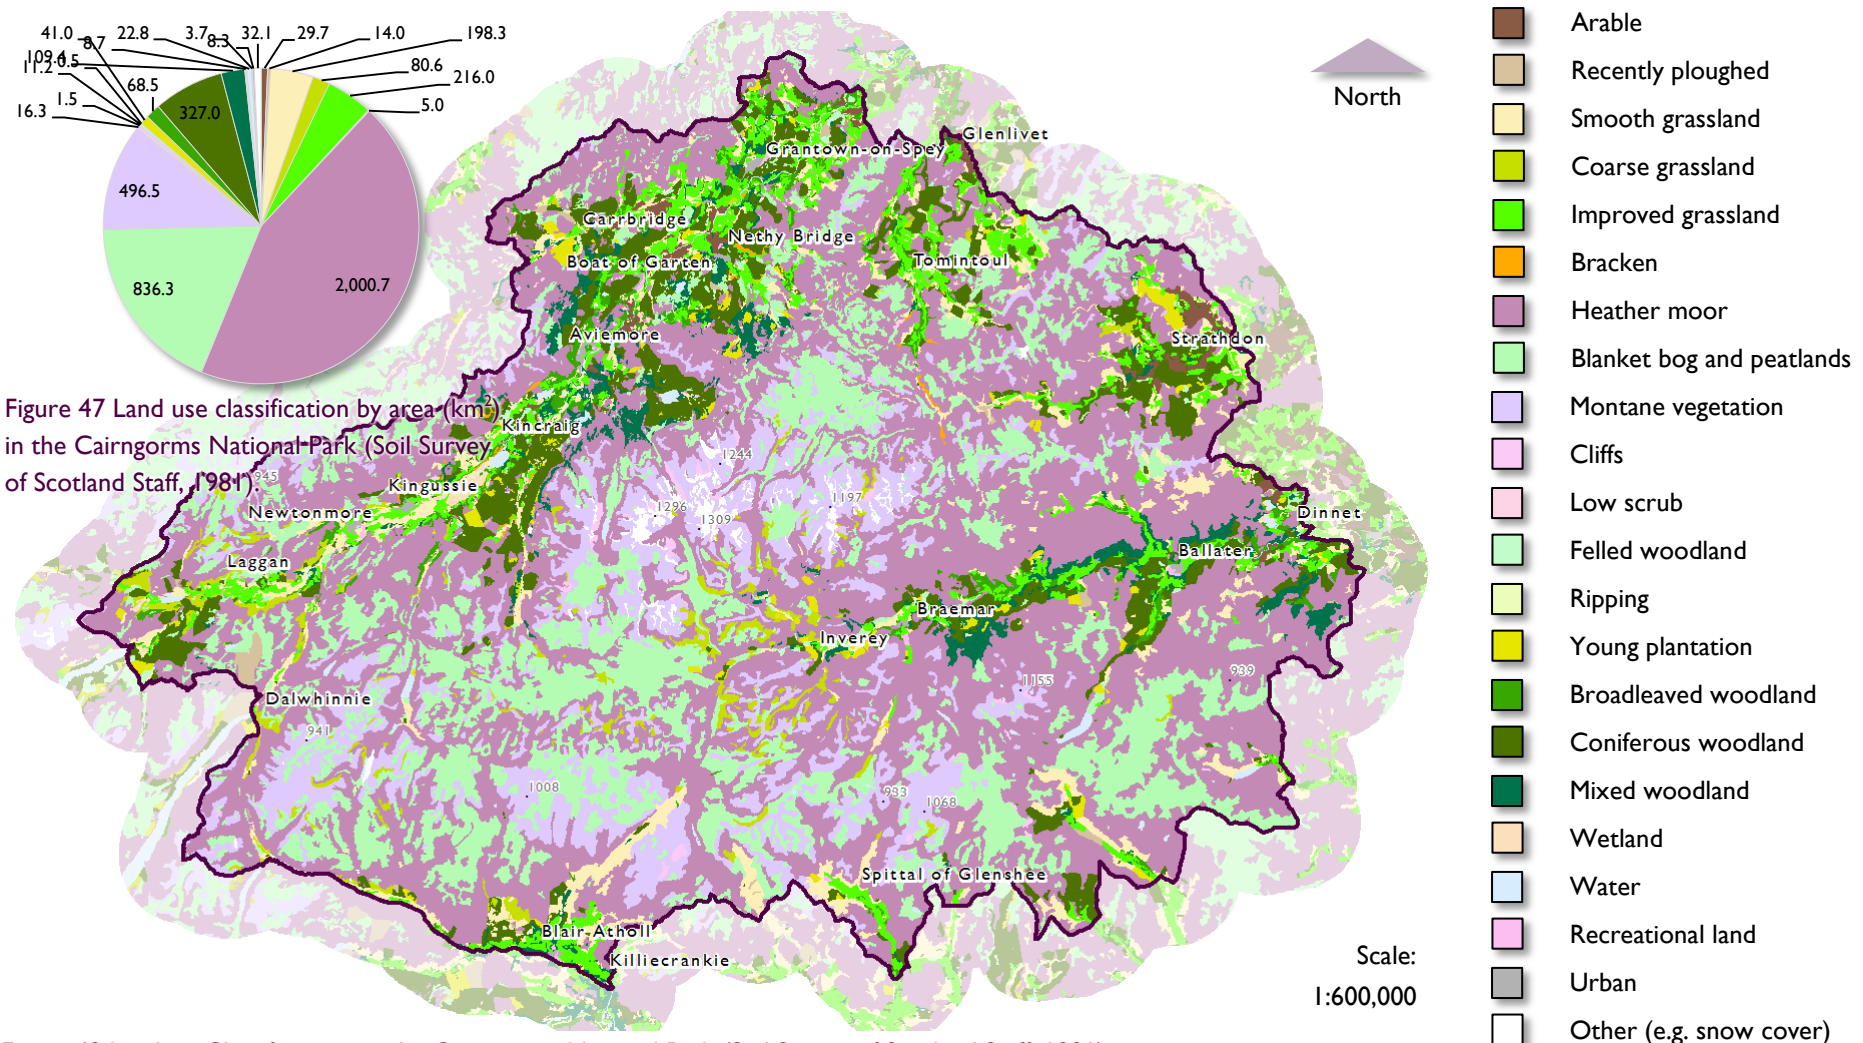 41.0 22.8 3.7 8.3 32.1 29.7 14.0 198.3
109.4 8.7 80.6
11.2 0.5 216.0
68.5
16.3 1.5 327.0 5.0
496.5
836.3 2,000.7
Figure 47 Land use classification by area (km2)
in the Cairngorms National Park (Soil Survey
of Scotland Staff, 1981).
North
Glenlivet
Grantown-on-Spey
Carrbridge
Nethy Bridge
Boat of Garten
Tomintoul
Aviemore
Strathdon
Kincraig
1244
945
Kingussie
1197
1296
1309
Newtonmore
Dinnet
Ballater
Laggan
Braemar
Inverey
939
1155
Dalwhinnie
941
1008
933
1068
Spittal of Glenshee
Blair Atholl
Killiecrankie
Scale:
1:600,000
Arable
Recently ploughed
Smooth grassland
Coarse grassland
Improved grassland
Bracken
Heather moor
Blanket bog and peatlands
Montane vegetation
Cliffs
Low scrub
Felled woodland
Ripping
Young plantation
Broadleaved woodland
Coniferous woodland
Mixed woodland
Wetland
Water
Recreational land
Urban
Other (e.g. snow cover)